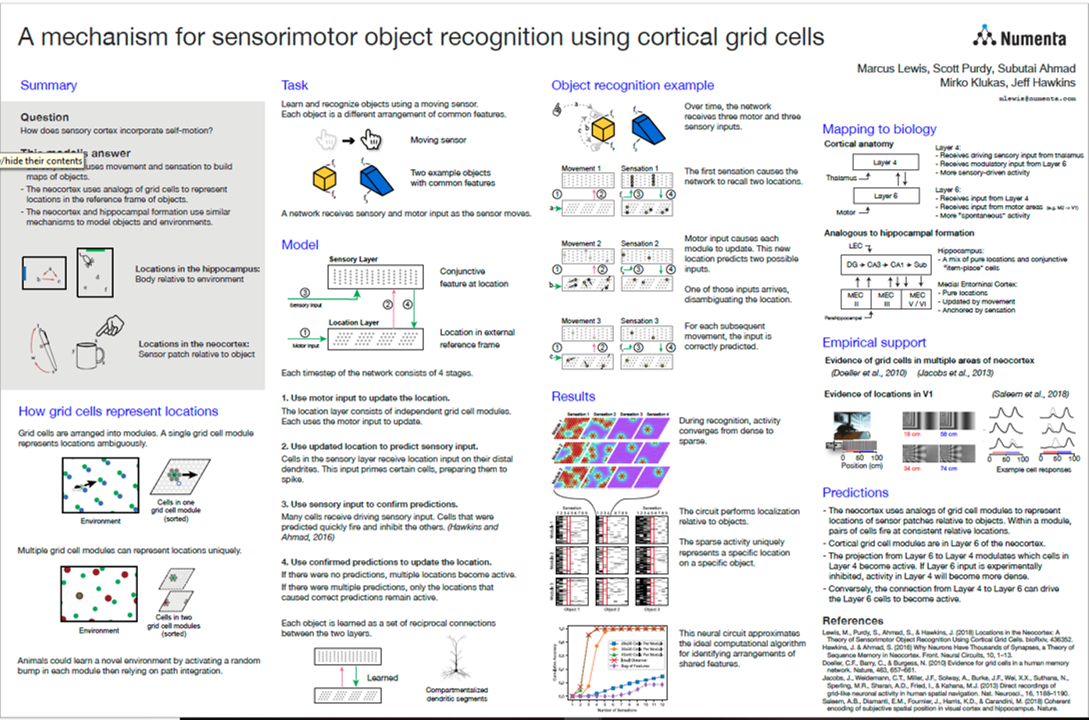 A mechanism for sensorimotor object recognition using cortical grid cells
Numenta
Marcus Lewis, Scott Purdy, Subutai Ahmad
Mirko Klukas, Jeff Hawkins
mlewis@numenta.com
Summary
Question
How does sensory cortex incorporate self-motion?
answer
/hide their contents
uses movement and sensation to build
maps of objects.
- The neocortex uses analogs of grid cells to represent
locations in the reference frame of objects.
- The neocortex and hippocampal formation use similar
mechanisms to model objects and environments.
Locations in the hippocampus:
Body relative to environment
Locations in the neocortex:
Sensor patch relative to object
How grid cells represent locations
Grid cells are arranged into modules. A single grid cell module
represents locations ambiguously.
Environment
Cells in one
grid cell module
(sorted)
Multiple grid cell modules can represent locations uniquely.
Environment
Cells in two
grid cell modules
(sorted)
Animals could learn a novel environment by activating a random
bump in each module then relying on path integration.
Task
Learn and recognize objects using a moving sensor.
Each object is a different arrangement of common features.
Moving sensor
Two example objects
with common features
A network receives sensory and motor input as the sensor moves.
Model
Sensory Layer
Conjunctive
feature at location
3
Sensory Input
2
4
Location Layer
1
Motor Input
Location in external
reference frame
Each timestep of the network consists of 4 stages.
1. Use motor input to update the location.
The location layer consists of independent grid cell modules.
Each uses the motor input to update.
2. Use updated location to predict sensory input.
Cells in the sensory layer receive location input on their distal
dendrites. This input primes certain cells, preparing them to
spike.
3. Use sensory input to confirm predictions.
Many cells receive driving sensory input. Cells that were
predicted quickly fire and inhibit the others. (Hawkins and
Ahmad, 2016)
4. Use confirmed predictions to update the location.
If there were no predictions, multiple locations become active.
If there were multiple predictions, only the locations that
caused correct predictions remain active.
Each object is learned as a set of reciprocal connections
between the two layers.
Learned
Compartmentalized
dendritic segments
Object recognition example
Over time, the network
receives three motor and three
sensory inputs.
Movement 1
Sensation 1
The first sensation causes the
network to recall two locations.
Movement 2
Sensation 2
Motor input causes each
module to update. This new
location predicts two possible
inputs.
One of those inputs arrives,
disambiguating the location.
Movement 3
Sensation 3
For each subsequent
movement, the input is
correctly predicted.
Results
Sensation 1 Sensation 2 Sensation 3 Sensation 4
During recognition, activity
converges from dense to
sparse.
The circuit performs localization
relative to objects.
The sparse activity uniquely
represents a specific location
on a specific object.
Object 1 Object 2 Object 3
This neural circuit approximates
the ideal computational algorithm
for identifying arrangements of
shared features.
Number of Sensations
Mapping to biology
Cortical anatomy
Layer 4
Thalamus
Layer 6
Motor
Layer 4:
- Receives driving sensory input from thalamus
- Receives modulatory input from Layer 6
- More sensory-driven activity
Layer 6:
- Receives input from Layer 4
- Receives input from motor areas (e.g. M2 -> V1)
- More "spontaneous" activity
Analogous to hippocampal formation
LEC
DG CA3 CA1 Sub
MEC II
MEC III
MEC V / VI
Hippocampus:
- A mix of pure locations and conjunctive
"item-place" cells
Medial Entorhinal Cortex:
- Pure locations
- Updated by movement
- Anchored by sensation
Empirical support
Evidence of grid cells in multiple areas of neocortex
(Doeller et al., 2010) (Jacobs et al., 2013)
Evidence of locations in V1 (Saleem et al., 2018)
0 50 100
Position (cm)
18 cm 58 cm
34 cm 74 cm
0 50 100 0 50 100
Example cell responses
Predictions
- The neocortex uses analogs of grid cell modules to represent
locations of sensor patches relative to objects. Within a module,
pairs of cells fire at consistent relative locations.
- Cortical grid cell modules are in Layer 6 of the neocortex.
- The projection from Layer 6 to Layer 4 modulates which cells in
Layer 4 become active. If Layer 6 input is experimentally
inhibited, activity in Layer 4 will become more dense.
- Conversely, the connection from Layer 4 to Layer 6 can drive
the Layer 6 cells to become active.
References
Lewis, M., Purdy, S., Ahmad, S., & Hawkins, J. (2018) Locations in the Neocortex: A
Theory of Sensorimotor Object Recognition Using Cortical Grid Cells. bioRxiv, 436352.
Hawkins, J. & Ahmad, S. (2016) Why Neurons Have Thousands of Synapses, a Theory of
Sequence Memory in Neocortex. Front. Neural Circuits, 10, 1–13.
Doeller, C.F., Barry, C., & Burgess, N. (2010) Evidence for grid cells in a human memory
network. Nature, 463, 657–661.
Jacobs, J., Weidemann, C.T., Miller, J.F., Solway, A., Burke, J.F., Wei, X.X., Suthana, N.,
Sperling, M.R., Sharan, A.D., Fried, I., & Kahana, M.J. (2013) Direct recordings of
grid-like neuronal activity in human spatial navigation. Nat. Neurosci., 16, 1188–1190.
Saleem, A.B., Diamanti, E.M., Fournier, J., Harris, K.D., & Carandini, M. (2018) Coherent
encoding of subjective spatial position in visual cortex and hippocampus. Nature.